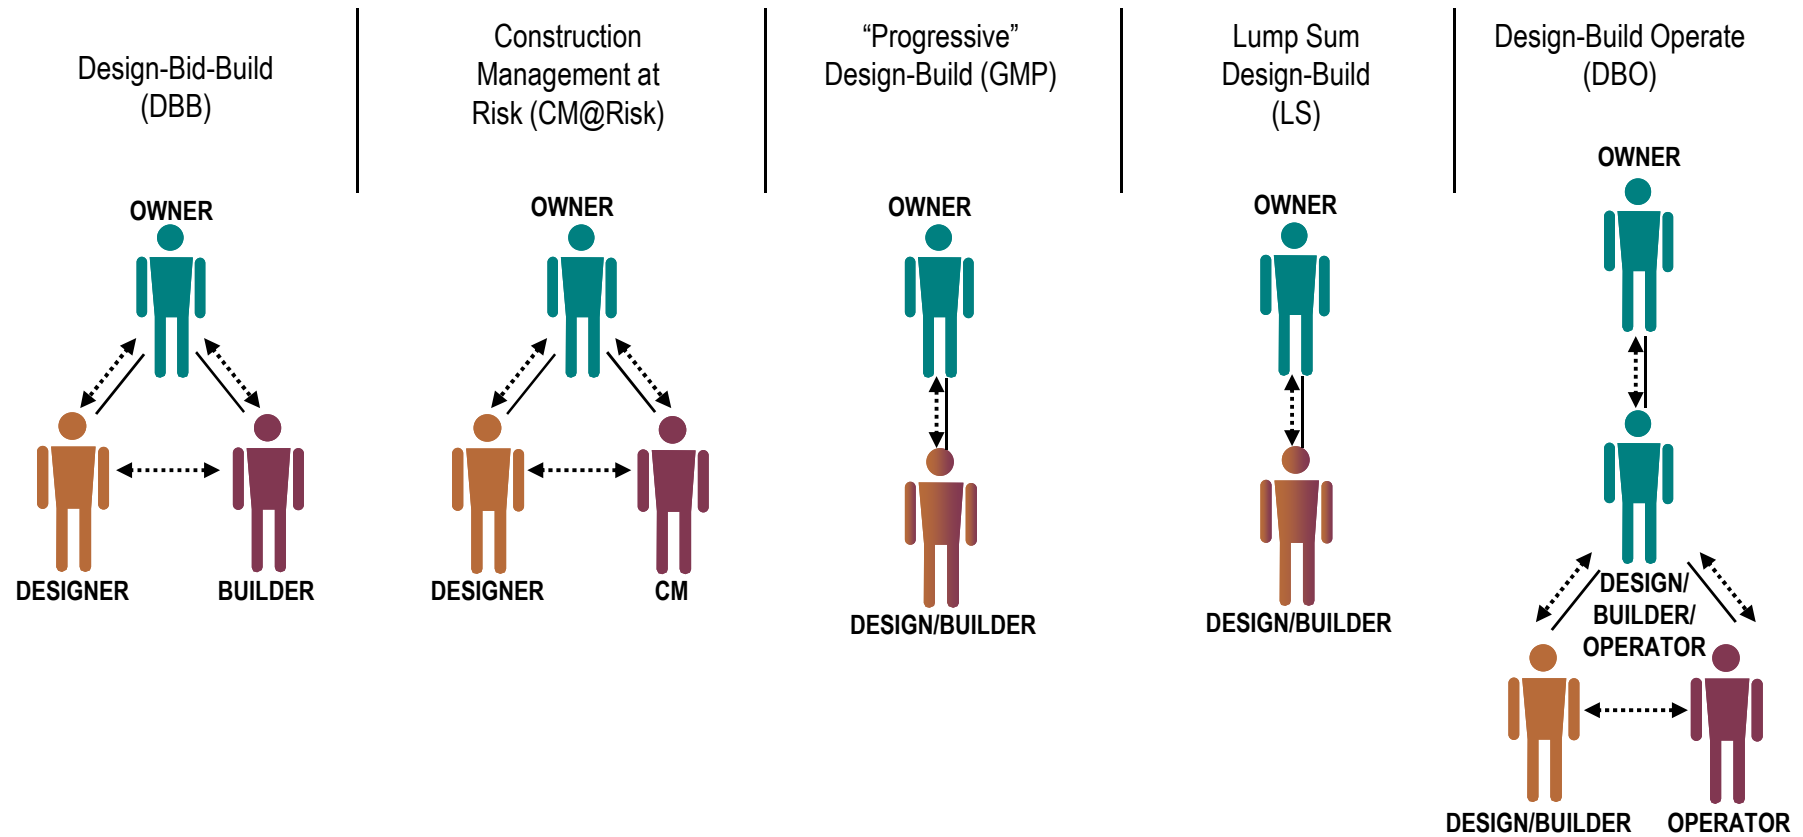 Design-Bid-Build
(DBB)
OWNER
DESIGNER
BUILDER
Construction
Management at
Risk (CM@Risk)
OWNER
DESIGNER
CM
“Progressive”
Design-Build (GMP)
OWNER
DESIGN/BUILDER
Lump Sum
Design-Build
(LS)
OWNER
DESIGN/BUILDER
Design-Build Operate
(DBO)
OWNER
DESIGN/
BUILDER/
OPERATOR
DESIGN/BUILDER
OPERATOR